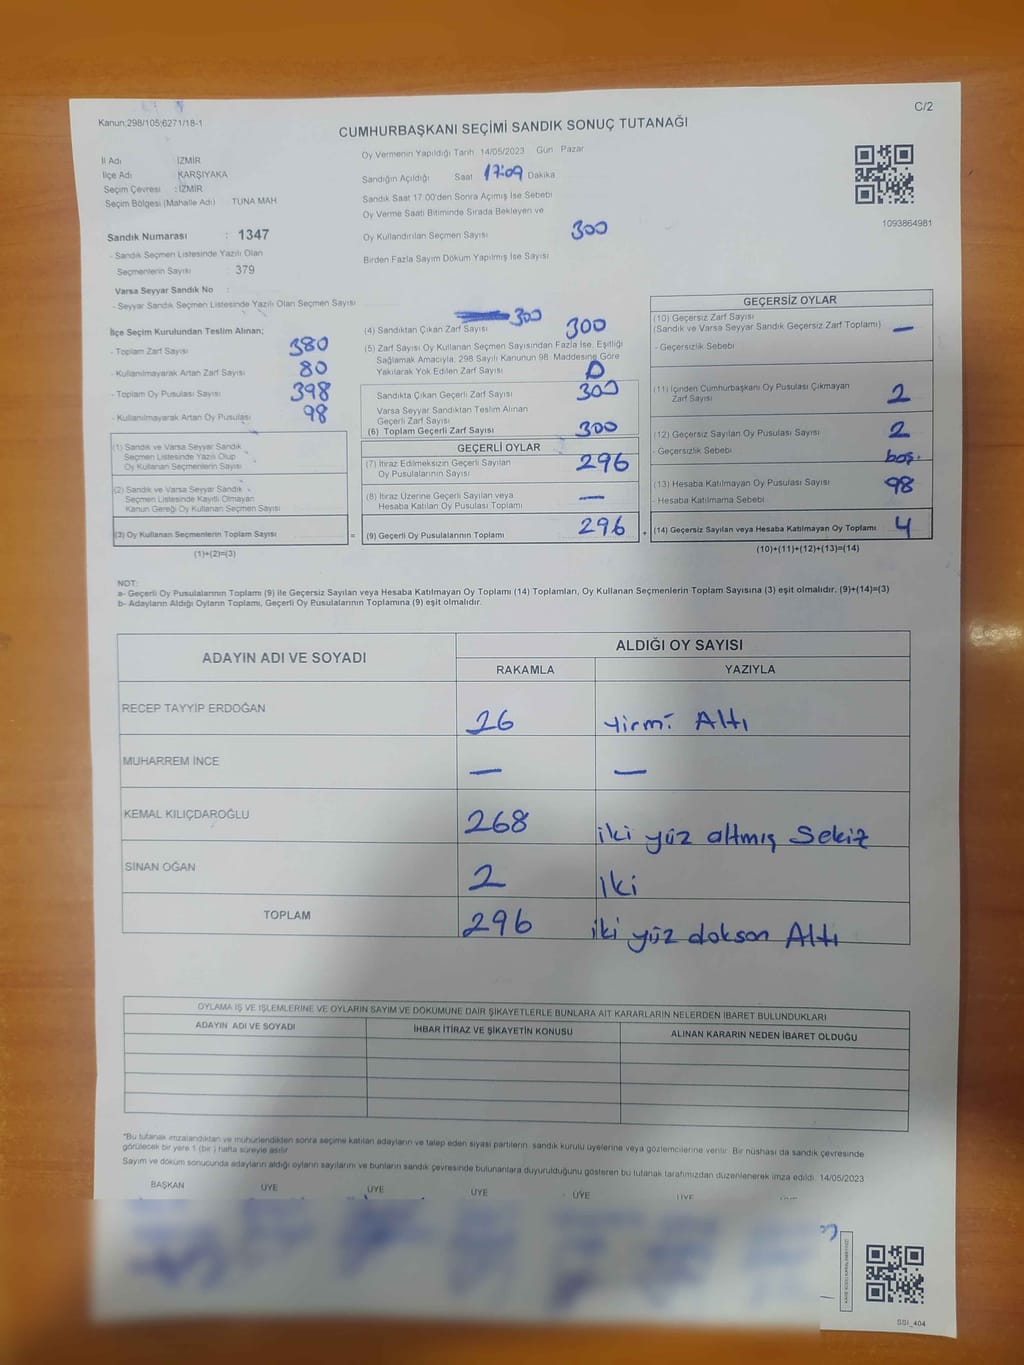 Kanun:298/105;6271/18-1
C/2
CUMHURBAŞKANI SEÇİMİ SANDIK SONUÇ TUTANAĞI
İl Adı : İZMİR
İlçe Adı : KARŞIYAKA
Seçim Çevresi : İZMİR
Seçim Bölgesi (Mahalle Adı) TUNA MAH
Sandık Numarası : 1347
- Sandık Seçmen Listesinde Yazılı Olan
Seçmenlerin Sayısı : 379
Varsa Seyyar Sandık No :
- Seyyar Sandık Seçmen Listesinde Yazılı Olan Seçmen Sayısı
Oy Vermenin Yapıldığı Tarih 14/05/2023 Gün Pazar
Sandığın Açıldığı Saat 17:09 Dakika
Sandık Saat 17.00'den Sonra Açımış İse Sebebi
Oy Verme Saati Bitiminde Sırada Bekleyen ve
Oy Kullandırılan Seçmen Sayısı 300
Birden Fazla Sayım Döküm Yapılmış İse Sayısı
1093864981
İlçe Seçim Kurulundan Teslim Alınan;
- Toplam Zarf Sayısı 380
- Kullanılmayarak Artan Zarf Sayısı 80
- Toplam Oy Pusulası Sayısı 398
- Kullanılmayarak Artan Oy Pusulası 98
(1) Sandık ve Varsa Seyyar Sandık
Seçmen Listesinde Yazılı Olup
Oy Kullanan Seçmenlerin Sayısı
(2) Sandık ve Varsa Seyyar Sandık
Seçmen Listesinde Kayıtlı Olmayan
Kanun Gereği Oy Kullanan Seçmen Sayısı
(3) Oy Kullanan Seçmenlerin Toplam Sayısı =
(1)+(2)=(3)
300
(4) Sandıktan Çıkan Zarf Sayısı 300
(5) Zarf Sayısı Oy Kullanan Seçmen Sayısından Fazla İse, Eşitliği
Sağlamak Amacıyla, 298 Sayılı Kanunun 98. Maddesine Göre
Yakılarak Yok Edilen Zarf Sayısı 0
Sandıkta Çıkan Geçerli Zarf Sayısı 300
Varsa Seyyar Sandıktan Teslim Alınan
Geçerli Zarf Sayısı
(6) Toplam Geçerli Zarf Sayısı 300
GEÇERLİ OYLAR
(7) İtiraz Edilmeksizin Geçerli Sayılan
Oy Pusulalarının Sayısı 296
(8) İtiraz Üzerine Geçerli Sayılan veya
Hesaba Katılan Oy Pusulası Toplamı —
(9) Geçerli Oy Pusulalarının Toplamı 296 +
GEÇERSİZ OYLAR
(10) Geçersiz Zarf Sayısı
(Sandık ve Varsa Seyyar Sandık Geçersiz Zarf Toplamı) —
- Geçersizlik Sebebi
(11) İçinden Cumhurbaşkanı Oy Pusulası Çıkmayan
Zarf Sayısı 2
(12) Geçersiz Sayılan Oy Pusulası Sayısı 2
- Geçersizlik Sebebi boş.
(13) Hesaba Katılmayan Oy Pusulası Sayısı 98
- Hesaba Katılmama Sebebi
(14) Geçersiz Sayılan veya Hesaba Katılmayan Oy Toplamı 4
(10)+(11)+(12)+(13)=(14)
NOT:
a- Geçerli Oy Pusulalarının Toplamı (9) ile Geçersiz Sayılan veya Hesaba Katılmayan Oy Toplamı (14) Toplamları, Oy Kullanan Seçmenlerin Toplam Sayısına (3) eşit olmalıdır. (9)+(14)=(3)
b- Adayların Aldığı Oyların Toplamı, Geçerli Oy Pusulalarının Toplamına (9) eşit olmalıdır.
ADAYIN ADI VE SOYADI
ALDIĞI OY SAYISI
RAKAMLA YAZIYLA
RECEP TAYYİP ERDOĞAN 26 Yirmi Altı
MUHARREM İNCE — —
KEMAL KILIÇDAROĞLU 268 iki yüz altmış Sekiz
SİNAN OĞAN 2 Iki
TOPLAM 296 iki yüz dokson Altı
OYLAMA İŞ VE İŞLEMLERİNE VE OYLARIN SAYIM VE DÖKÜMÜNE DAİR ŞİKAYETLERLE BUNLARA AİT KARARLARIN NELERDEN İBARET BULUNDUKLARI
ADAYIN ADI VE SOYADI İHBAR İTİRAZ VE ŞİKAYETİN KONUSU ALINAN KARARIN NEDEN İBARET OLDUĞU
"Bu tutanak imzalandıktan ve mühürlendikten sonra seçime katılan adayların ve talep eden siyasi partilerin, sandık kurulu üyelerine veya gözlemcilerine verilir. Bir nüshası da sandık çevresinde
görülecek bir yere 1 (bir ) hafta süreyle asılır
Sayım ve döküm sonucunda adayların aldığı oyların sayılarını ve bunların sandık çevresinde bulunanlara duyurulduğunu gösteren bu tutanak tarafımızdan düzenlenerek imza edildi. 14/05/2023
BAŞKAN ÜYE ÜYE ÜYE ÜYE ÜYE
SSI_404